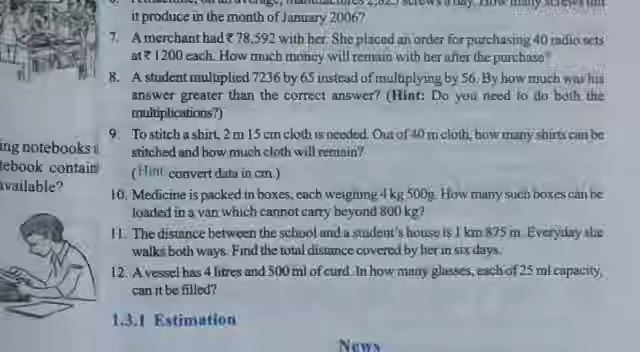 it produce in the month of January 2006?
7. A merchant had ₹ 78,592 with her. She placed an order for purchasing 40 radio sets
at ₹ 1200 each. How much money will remain with her after the purchase?
8. A student multiplied 7236 by 65 instead of multiplying by 56. By how much was his
answer greater than the correct answer? (Hint: Do you need to do both the
multiplications?)
9. To stitch a shirt, 2 m 15 cm cloth is needed. Out of 40 m cloth, how many shirts can be
stitched and how much cloth will remain?
(Hint: convert data in cm.)
ing notebooks
tebook contain
available?
10. Medicine is packed in boxes, each weighing 4 kg 500g. How many such boxes can be
loaded in a van which cannot carry beyond 800 kg?
11. The distance between the school and a student's house is 1 km 875 m. Everyday she
walks both ways. Find the total distance covered by her in six days.
12. A vessel has 4 litres and 500 ml of curd. In how many glasses, each of 25 ml capacity,
can it be filled?
1.3.1 Estimation
News